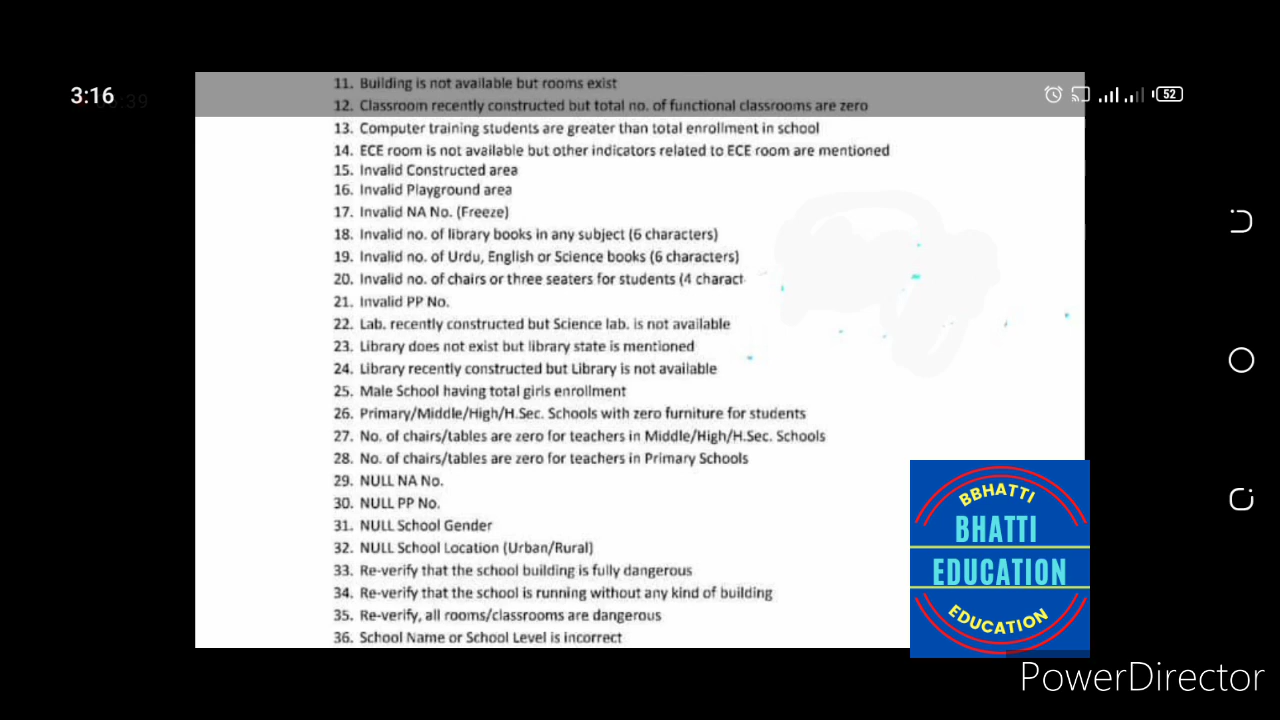 3:16
52
11. Building is not available but rooms exist
12. Classroom recently constructed but total no. of functional classrooms are zero
13. Computer training students are greater than total enrollment in school
14. ECE room is not available but other indicators related to ECE room are mentioned
15. Invalid Constructed area
16. Invalid Playground area
17. Invalid NA No. (Freeze)
18. Invalid no. of library books in any subject (6 characters)
19. Invalid no. of Urdu, English or Science books (6 characters)
20. Invalid no. of chairs or three seaters for students (4 charact
21. Invalid PP No.
22. Lab. recently constructed but Science lab. is not available
23. Library does not exist but library state is mentioned
24. Library recently constructed but Library is not available
25. Male School having total girls enrollment
26. Primary/Middle/High/H.Sec. Schools with zero furniture for students
27. No. of chairs/tables are zero for teachers in Middle/High/H.Sec. Schools
28. No. of chairs/tables are zero for teachers in Primary Schools
29. NULL NA No.
30. NULL PP No.
31. NULL School Gender
32. NULL School Location (Urban/Rural)
33. Re-verify that the school building is fully dangerous
34. Re-verify that the school is running without any kind of building
35. Re-verify, all rooms/classrooms are dangerous
36. School Name or School Level is incorrect
BBHATTI
BHATTI
EDUCATION
EDUCATION
PowerDirector